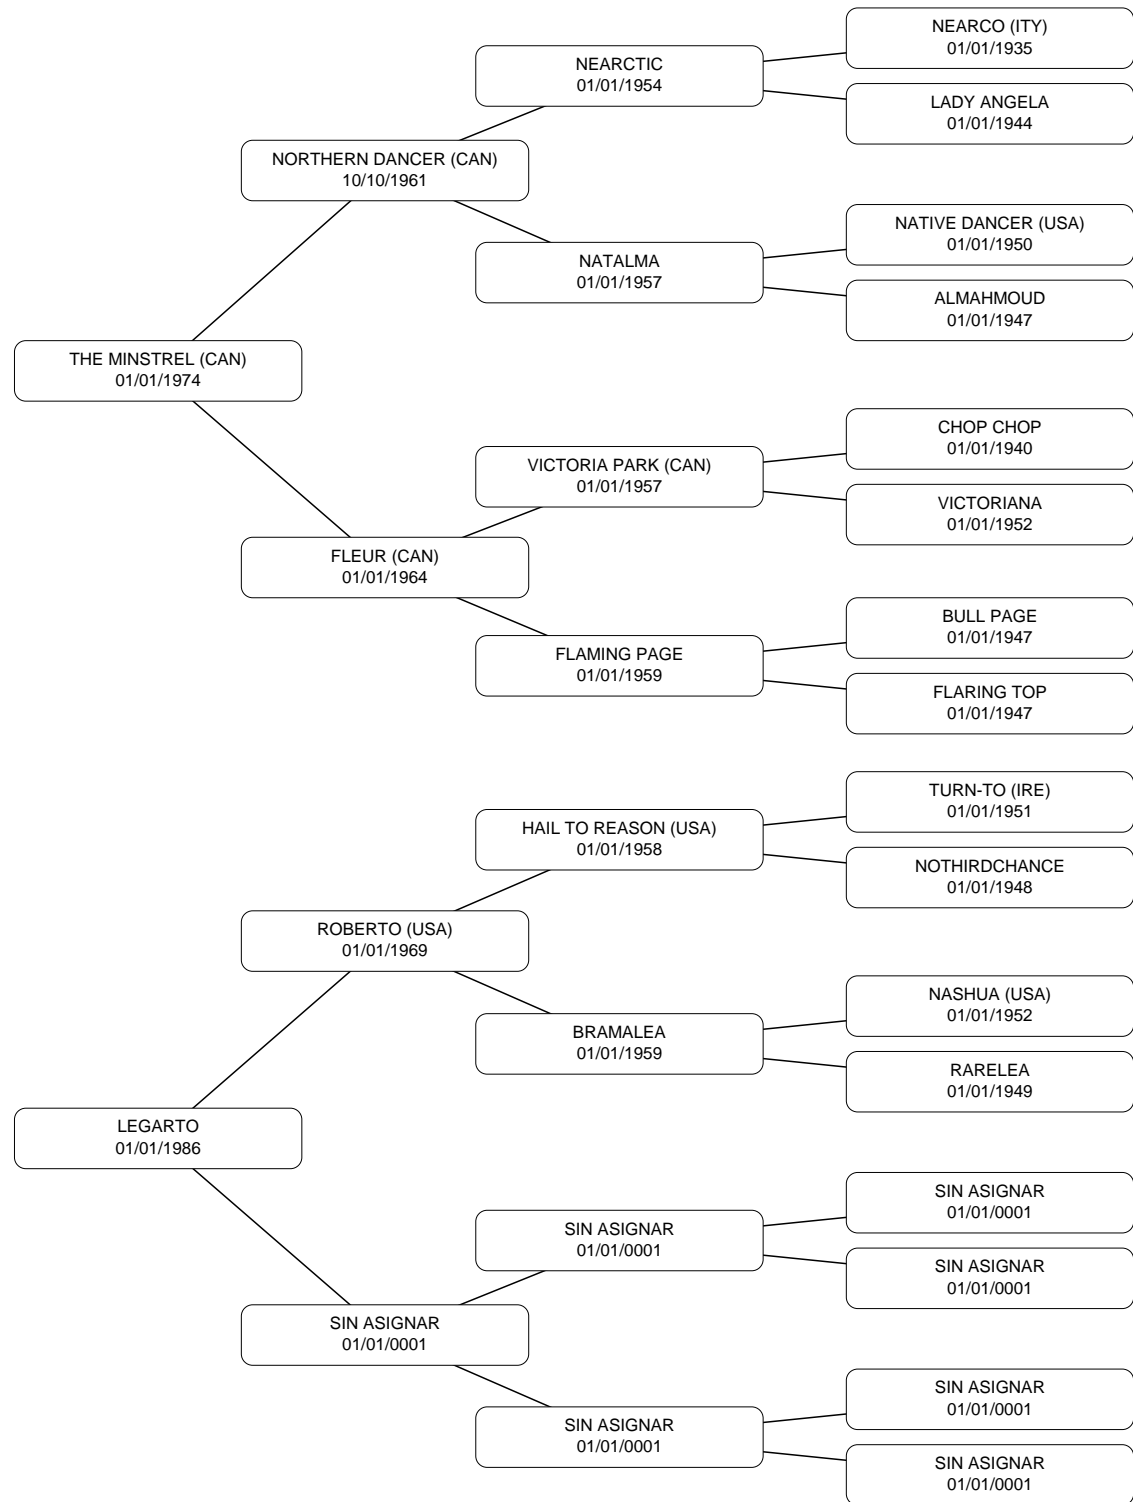 NEARCO (ITY)
01/01/1935
NEARCTIC
01/01/1954
LADY ANGELA
01/01/1944
NORTHERN DANCER (CAN)
10/10/1961
NATIVE DANCER (USA)
01/01/1950
NATALMA
01/01/1957
ALMAHMOUD
01/01/1947
THE MINSTREL (CAN)
01/01/1974
CHOP CHOP
01/01/1940
VICTORIA PARK (CAN)
01/01/1957
VICTORIANA
01/01/1952
FLEUR (CAN)
01/01/1964
BULL PAGE
01/01/1947
FLAMING PAGE
01/01/1959
FLARING TOP
01/01/1947
TURN-TO (IRE)
01/01/1951
HAIL TO REASON (USA)
01/01/1958
NOTHIRDCHANCE
01/01/1948
ROBERTO (USA)
01/01/1969
NASHUA (USA)
01/01/1952
BRAMALEA
01/01/1959
RARELEA
01/01/1949
LEGARTO
01/01/1986
SIN ASIGNAR
01/01/0001
SIN ASIGNAR
01/01/0001
SIN ASIGNAR
01/01/0001
SIN ASIGNAR
01/01/0001
SIN ASIGNAR
01/01/0001
SIN ASIGNAR
01/01/0001
SIN ASIGNAR
01/01/0001